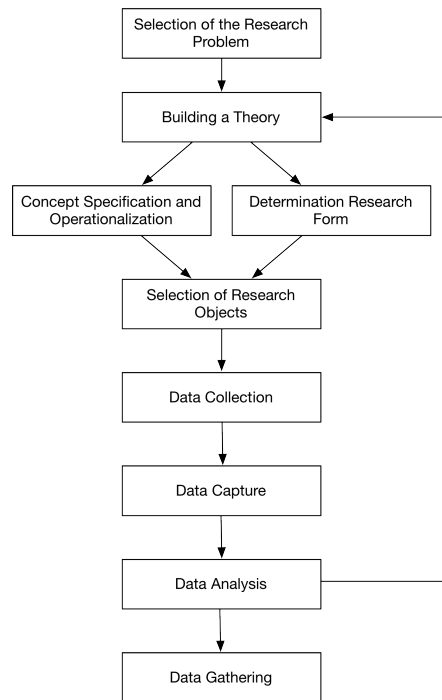 Selection of the Research
Problem
Building a Theory
Concept Specification and
Operationalization
Determination Research
Form
Selection of Research
Objects
Data Collection
Data Capture
Data Analysis
Data Gathering